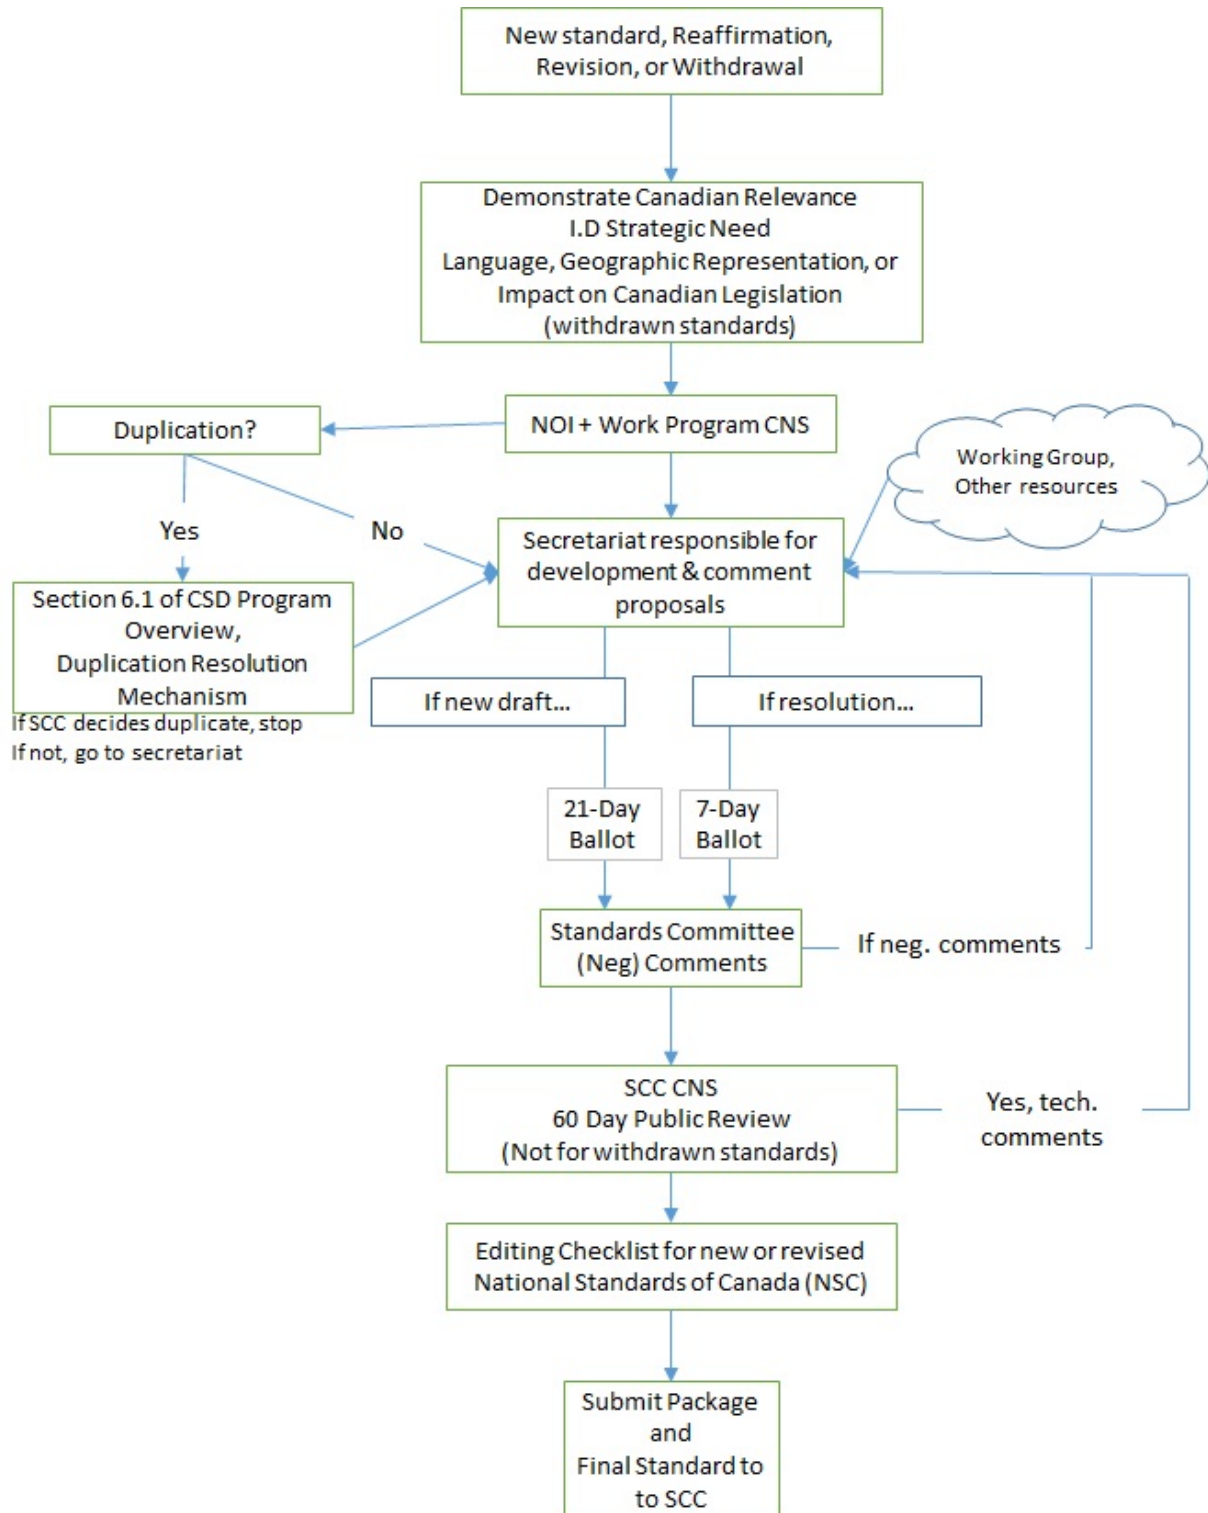 New standard, Reaffirmation,
Revision, or Withdrawal
Demonstrate Canadian Relevance
I.D Strategic Need
Language, Geographic Representation, or
Impact on Canadian Legislation
(withdrawn standards)
Duplication?
NOI + Work Program CNS
Working Group,
Other resources
Yes
No
Secretariat responsible for
development & comment
proposals
Section 6.1 of CSD Program
Overview,
Duplication Resolution
Mechanism
If SCC decides duplicate, stop
If not, go to secretariat
If new draft...
If resolution...
21-Day
Ballot
7-Day
Ballot
Standards Committee
(Neg) Comments
If neg. comments
SCC CNS
60 Day Public Review
(Not for withdrawn standards)
Yes, tech.
comments
Editing Checklist for new or revised
National Standards of Canada (NSC)
Submit Package
and
Final Standard to
to SCC